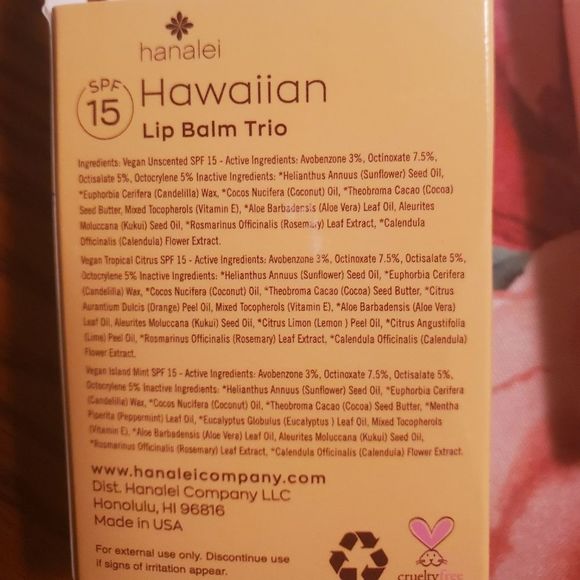 hanalei
SPF
15
Hawaiian
Lip Balm Trio
Ingredients: Vegan Unscented SPF 15 - Active Ingredients: Avobenzone 3%, Octinoxate 7.5%,
Octisalate 5%, Octocrylene 5% Inactive Ingredients: *Helianthus Annuus (Sunflower) Seed Oil,
*Euphorbia Cerifera (Candelilla) Wax, *Cocos Nucifera (Coconut) Oil, *Theobroma Cacao (Cocoa)
Seed Butter, Mixed Tocopherols (Vitamin E), *Aloe Barbadensis (Aloe Vera) Leaf Oil, Aleurites
Moluccana (Kukui) Seed Oil, *Rosmarinus Officinalis (Rosemary) Leaf Extract, *Calendula
Officinalis (Calendula) Flower Extract.
Vegan Tropical Citrus SPF 15 - Active Ingredients: Avobenzone 3%, Octinoxate 7.5%, Octisalate 5%,
Octocrylene 5% Inactive Ingredients: *Helianthus Annuus (Sunflower) Seed Oil, *Euphorbia Cerifera
(Candelilla) Wax, *Cocos Nucifera (Coconut) Oil, *Theobroma Cacao (Cocoa) Seed Butter, *Citrus
Aurantium Dulcis (Orange) Peel Oil, Mixed Tocopherols (Vitamin E), *Aloe Barbadensis (Aloe Vera)
Leaf Oil, Aleurites Moluccana (Kukui) Seed Oil, *Citrus Limon (Lemon ) Peel Oil, *Citrus Angustifolia
(Lime) Peel Oil, *Rosmarinus Officinalis (Rosemary) Leaf Extract, *Calendula Officinalis (Calendula)
Flower Extract.
Vegan Island Mint SPF 15 - Active Ingredients: Avobenzone 3%, Octinoxate 7.5%, Octisalate 5%,
Octocrylene 5% Inactive Ingredients: *Helianthus Annuus (Sunflower) Seed Oil, *Euphorbia Cerifera
(Candelilla) Wax, *Cocos Nucifera (Coconut) Oil, *Theobroma Cacao (Cocoa) Seed Butter, *Mentha
Piperita (Peppermint) Leaf Oil, *Eucalyptus Globulus (Eucalyptus ) Leaf Oil, Mixed Tocopherols
(Vitamin E), *Aloe Barbadensis (Aloe Vera) Leaf Oil, Aleurites Moluccana (Kukui) Seed Oil,
*Rosmarinus Officinalis (Rosemary) Leaf Extract, *Calendula Officinalis (Calendula) Flower Extract.
www.hanaleicompany.com
Dist. Hanalei Company LLC
Honolulu, HI 96816
Made in USA
For external use only. Discontinue use
if signs of irritation appear.
cruelty free